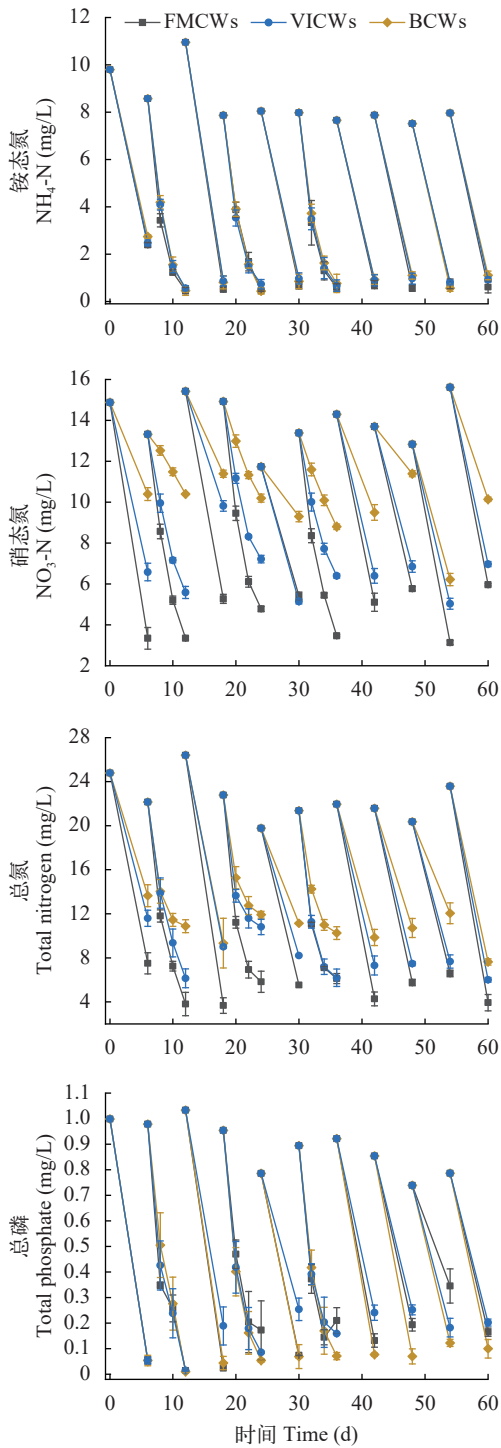 FMCWs VICWs BCWs
12
10
8
6
4
2
0
铵态氮
NH₄-N (mg/L)
0 10 20 30 40 50 60
16
14
12
10
8
6
4
2
硝态氮
NO₃-N (mg/L)
0 10 20 30 40 50 60
28
24
20
16
12
8
4
总氮
Total nitrogen (mg/L)
0 10 20 30 40 50 60
1.1
1.0
0.9
0.8
0.7
0.6
0.5
0.4
0.3
0.2
0.1
0
总磷
Total phosphate (mg/L)
0 10 20 30 40 50 60
时间 Time (d)